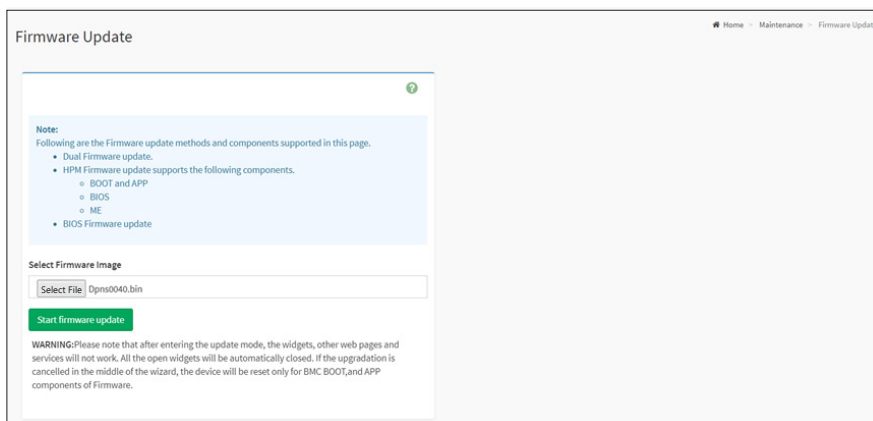 Firmware Update
Home > Maintenance > Firmware Updat
Note:
Following are the Firmware update methods and components supported in this page.
Dual Firmware update.
HPM Firmware update supports the following components.
BOOT and APP
BIOS
ME
BIOS Firmware update
Select Firmware Image
Select File Dpns0040.bin
Start firmware update
WARNING:Please note that after entering the update mode, the widgets, other web pages and
services will not work. All the open widgets will be automatically closed. If the upgradation is
cancelled in the middle of the wizard, the device will be reset only for BMC BOOT,and APP
components of Firmware.